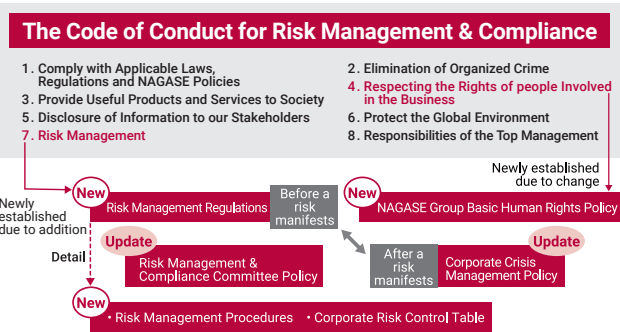 The Code of Conduct for Risk Management & Compliance
1. Comply with Applicable Laws,
Regulations and NAGASE Policies
2. Elimination of Organized Crime
3. Provide Useful Products and Services to Society
4. Respecting the Rights of people Involved
in the Business
5. Disclosure of Information to our Stakeholders
6. Protect the Global Environment
7. Risk Management
8. Responsibilities of the Top Management
Newly established
due to change
New
Risk Management Regulations
Before a
risk
manifests
New
NAGASE Group Basic Human Rights Policy
Newly
established
due to addition
Detail
Update
Risk Management &
Compliance Committee Policy
After a
risk
manifests
Corporate Crisis
Management Policy
Update
New
• Risk Management Procedures • Corporate Risk Control Table